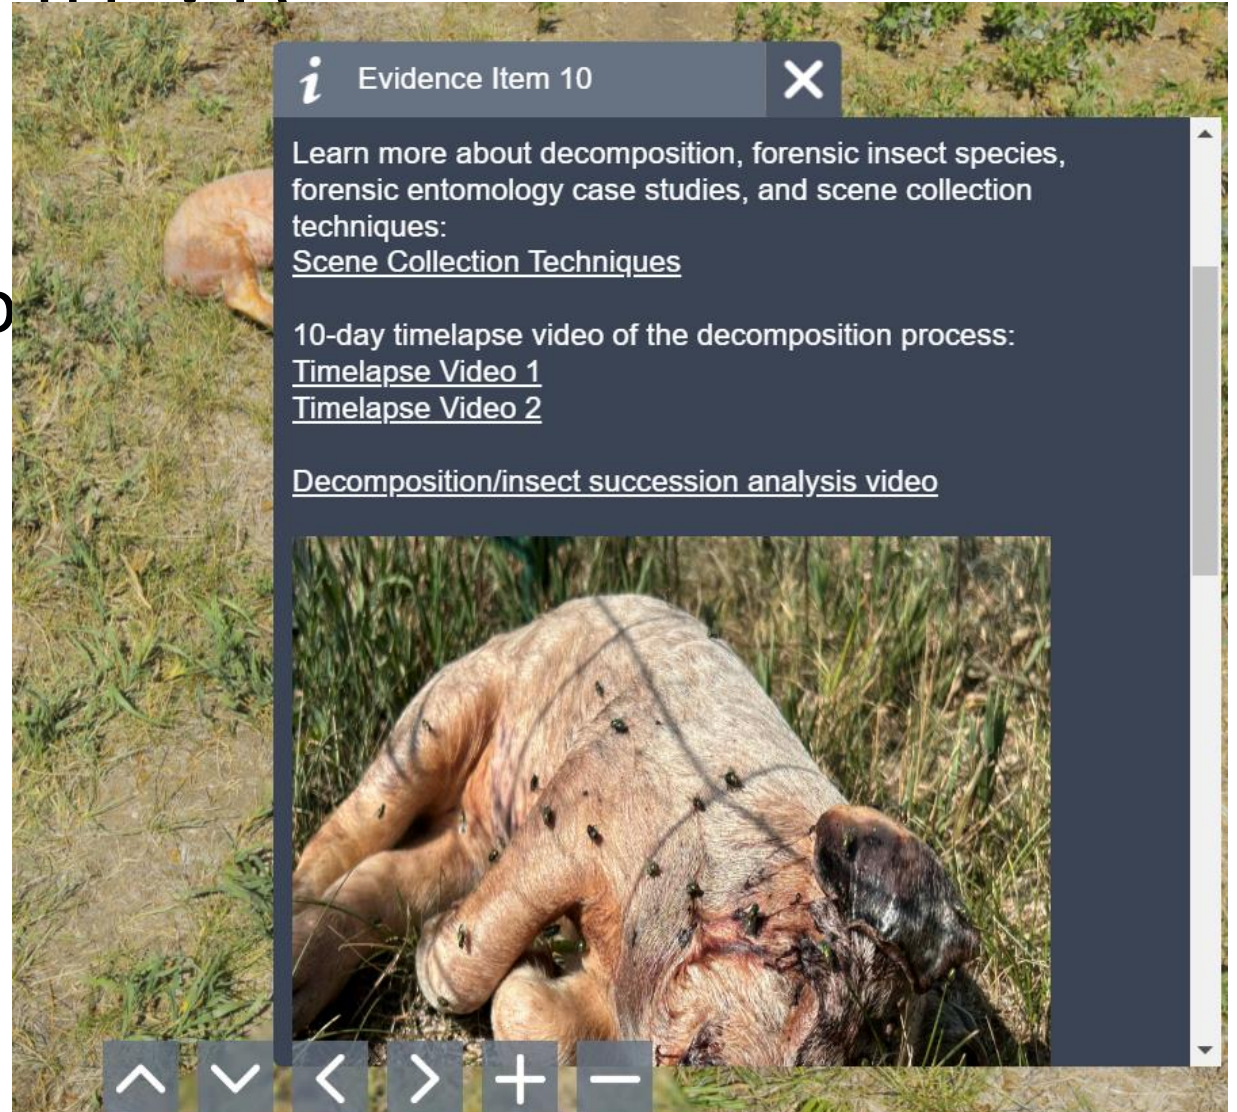 Evidence Item 10
Learn more about decomposition, forensic insect species,
forensic entomology case studies, and scene collection
techniques:
Scene Collection Techniques
10-day timelapse video of the decomposition process:
Timelapse Video 1
Timelapse Video 2
Decomposition/insect succession analysis video